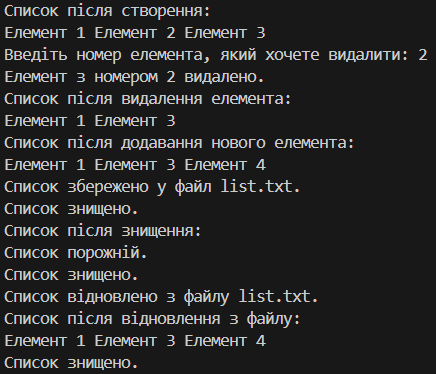 Список після створення:
Елемент 1 Елемент 2 Елемент 3
Введіть номер елемента, який хочете видалити: 2
Елемент з номером 2 видалено.
Список після видалення елемента:
Елемент 1 Елемент 3
Список після додавання нового елемента:
Елемент 1 Елемент 3 Елемент 4
Список збережено у файл list.txt.
Список знищено.
Список після знищення:
Список порожній.
Список знищено.
Список відновлено з файлу list.txt.
Список після відновлення з файлу:
Елемент 1 Елемент 3 Елемент 4
Список знищено.